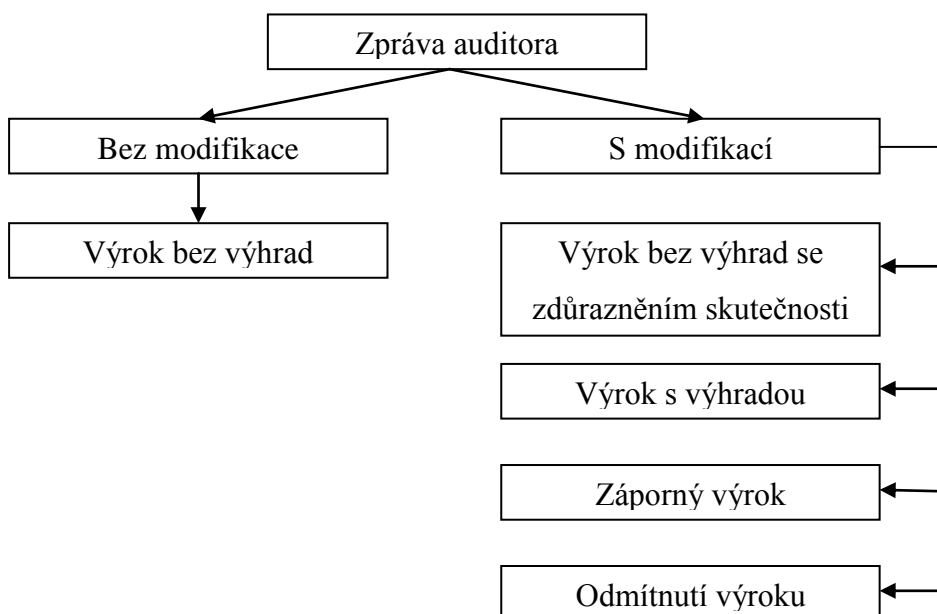 Zpráva auditora
Bez modifikace
S modifikací
Výrok bez výhrad
Výrok bez výhrad se
zdůrazněním skutečnosti
Výrok s výhradou
Záporný výrok
Odmítnutí výroku